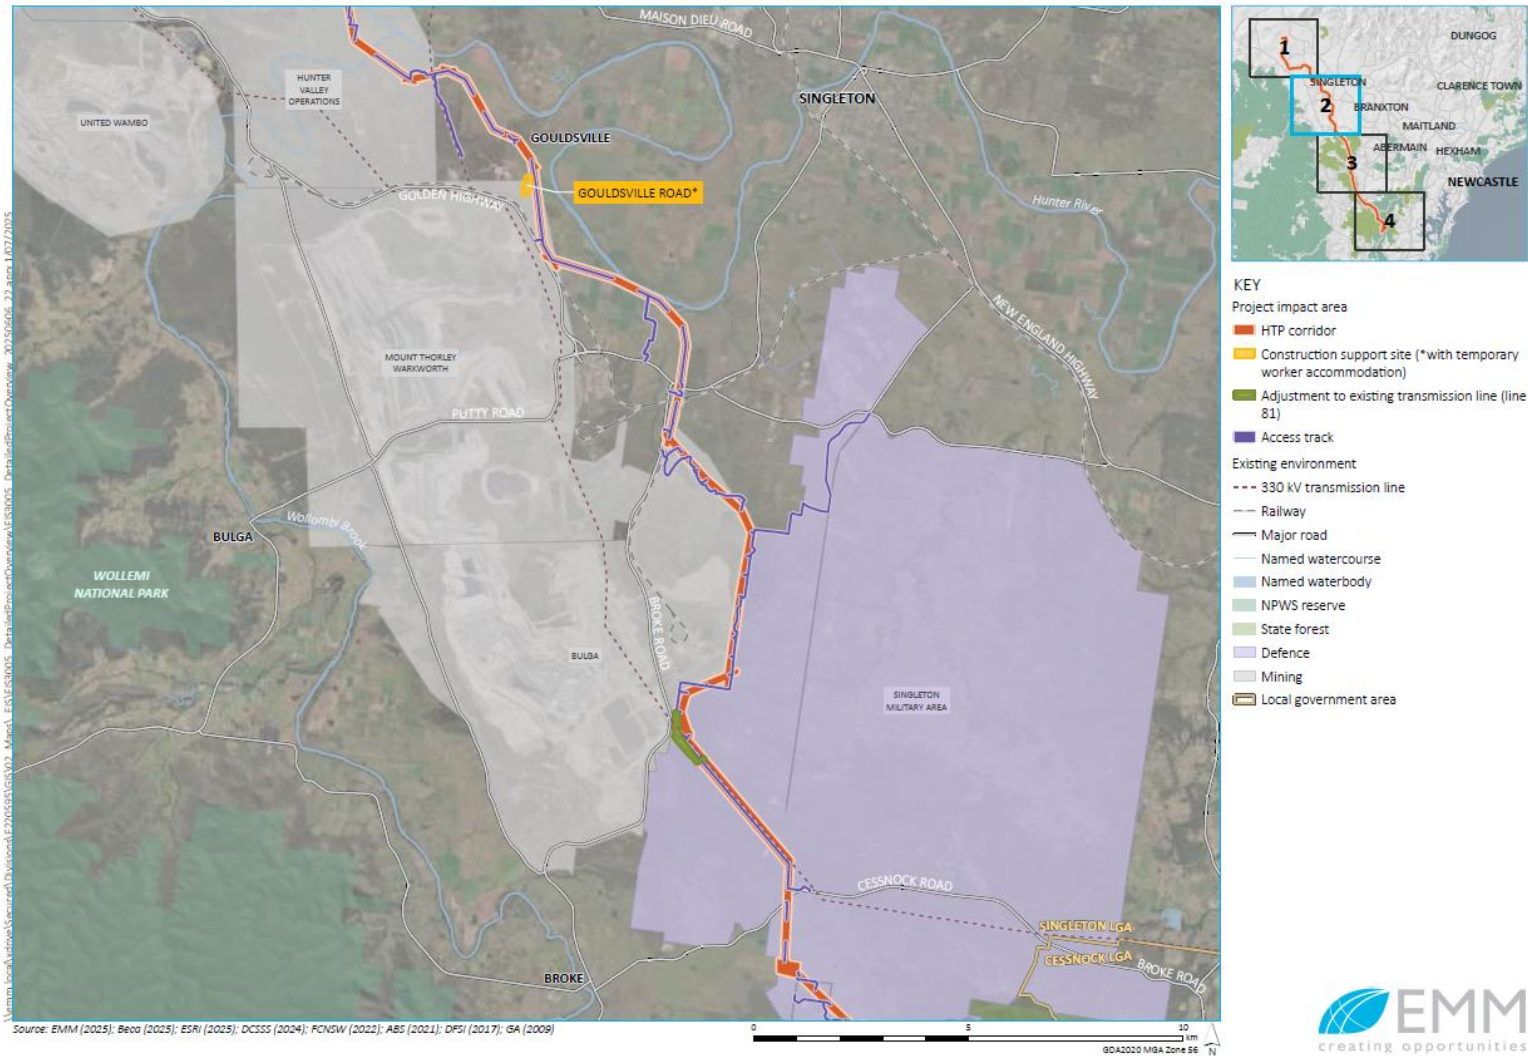 MAISON DIEU ROAD
HUNTER
VALLEY
OPERATIONS
UNITED WAMBO
SINGLETON
GOULDSVILLE
GOULDSVILLE ROAD*
GOLDEN HIGHWAY
Hunter River
NEW ENGLAND HIGHWAY
MOUNT THORLEY
WARKWORTH
PUTTY ROAD
Wollombi Brook
BULGA
WOLLEMI
NATIONAL PARK
BROKE ROAD
BULGA
SINGLETON
MILITARY AREA
CESSNOCK ROAD
SINGLETON LGA
CESSNOCK LGA
BROKE ROAD
BROKE
1
DUNGOG
SINGLETON
CLARENCE TOWN
2
BRANXTON
MAITLAND
3
ABERMAIN
HEXHAM
NEWCASTLE
4
KEY
Project impact area
HTP corridor
Construction support site (*with temporary
worker accommodation)
Adjustment to existing transmission line (line
81)
Access track
Existing environment
330 kV transmission line
Railway
Major road
Named watercourse
Named waterbody
NPWS reserve
State forest
Defence
Mining
Local government area
Source: EMM (2025); Beca (2025); ESRI (2025); DCSSS (2024); FCNSW (2022); ABS (2021); DFSI (2017); GA (2009)
0
5
10
km
GDA2020 MGA Zone 56
N
EMM
creating opportunities